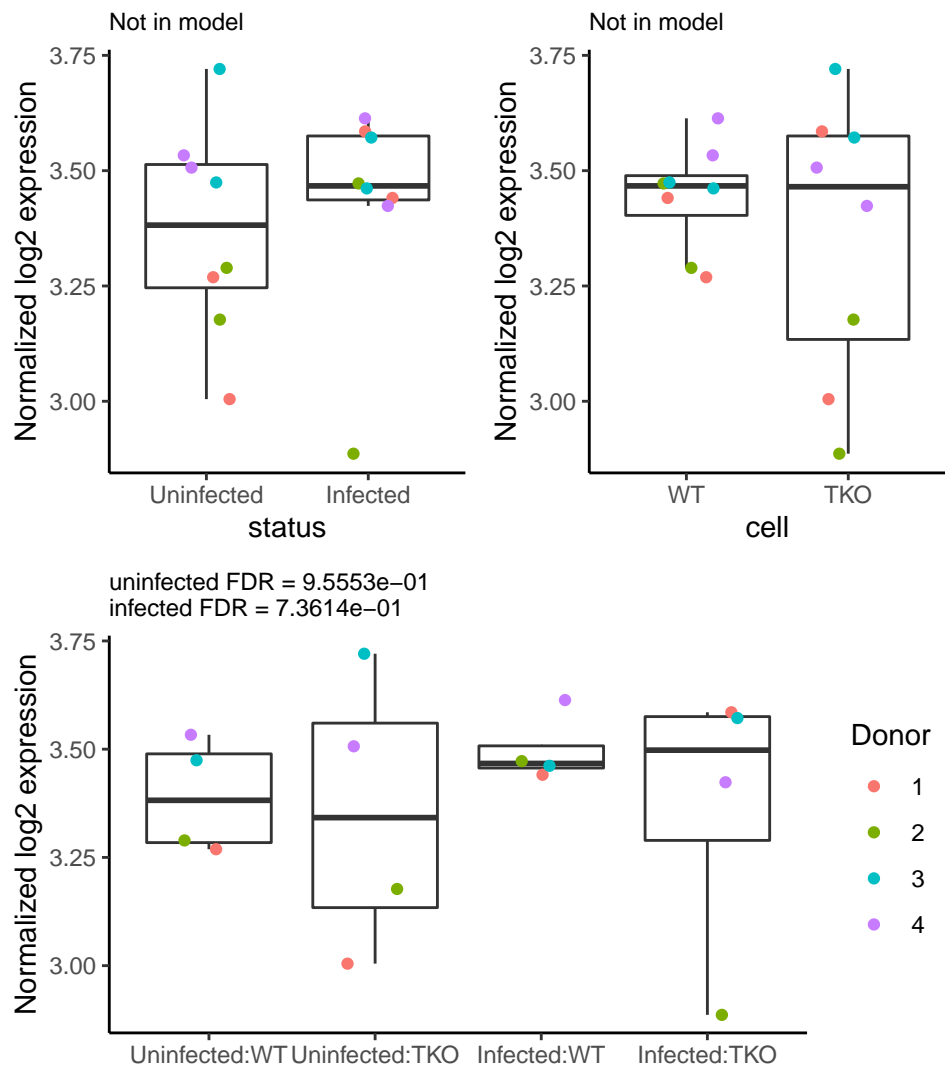 Not in model
Normalized log2 expression
3.75
3.50
3.25
3.00
Uninfected Infected
status
Not in model
Normalized log2 expression
3.75
3.50
3.25
3.00
WT TKO
cell
uninfected FDR = 9.5553e−01
infected FDR = 7.3614e−01
Normalized log2 expression
3.75
3.50
3.25
3.00
Uninfected:WT Uninfected:TKO Infected:WT Infected:TKO
Donor
1
2
3
4